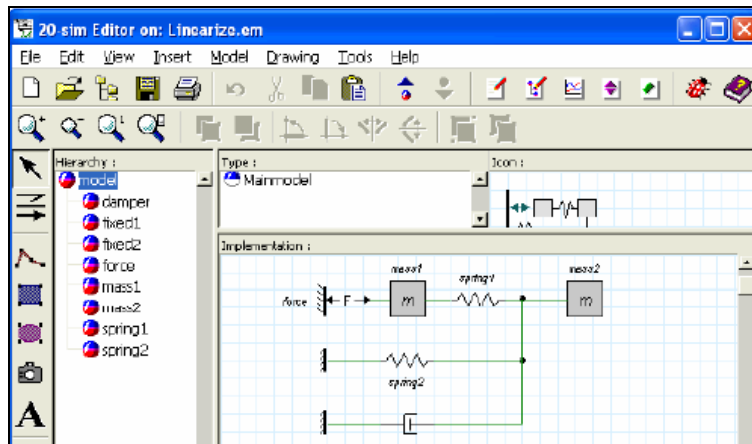 20-sim Editor on: Linearize.em
File Edit View Insert Model Drawing Tools Help
Hierarchy :
model
damper
fixed1
fixed2
force
mass1
mass2
spring1
spring2
Type :
Mainmodel
Icon :
Implementation :
mass1
spring1
mass2
force
F
m
m
spring2
A